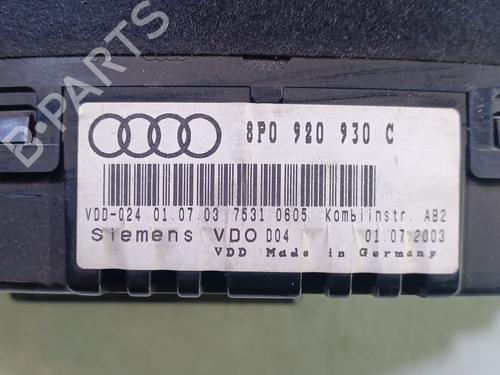 B-PARTS
8P0 920 930 C
VDD-024 01.07.03 7531 0605 Kombiinstr. AB2
Siemens VDO D04 01.07.2003
VDD Made in Germany